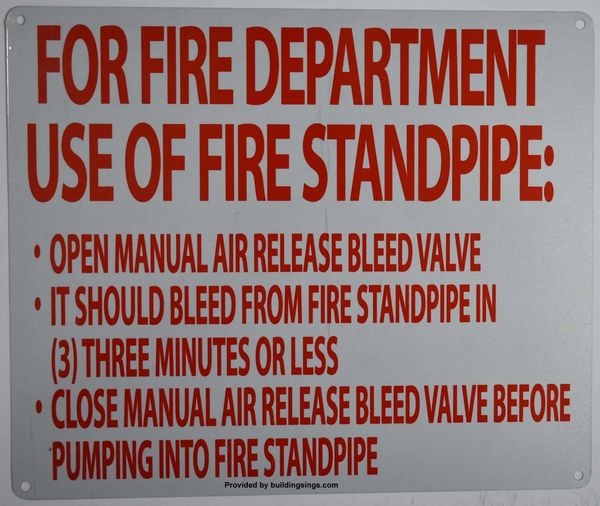 FOR FIRE DEPARTMENT
USE OF FIRE STANDPIPE:
• OPEN MANUAL AIR RELEASE BLEED VALVE
• IT SHOULD BLEED FROM FIRE STANDPIPE IN
(3) THREE MINUTES OR LESS
• CLOSE MANUAL AIR RELEASE BLEED VALVE BEFORE
PUMPING INTO FIRE STANDPIPE
Provided by buildingsings.com